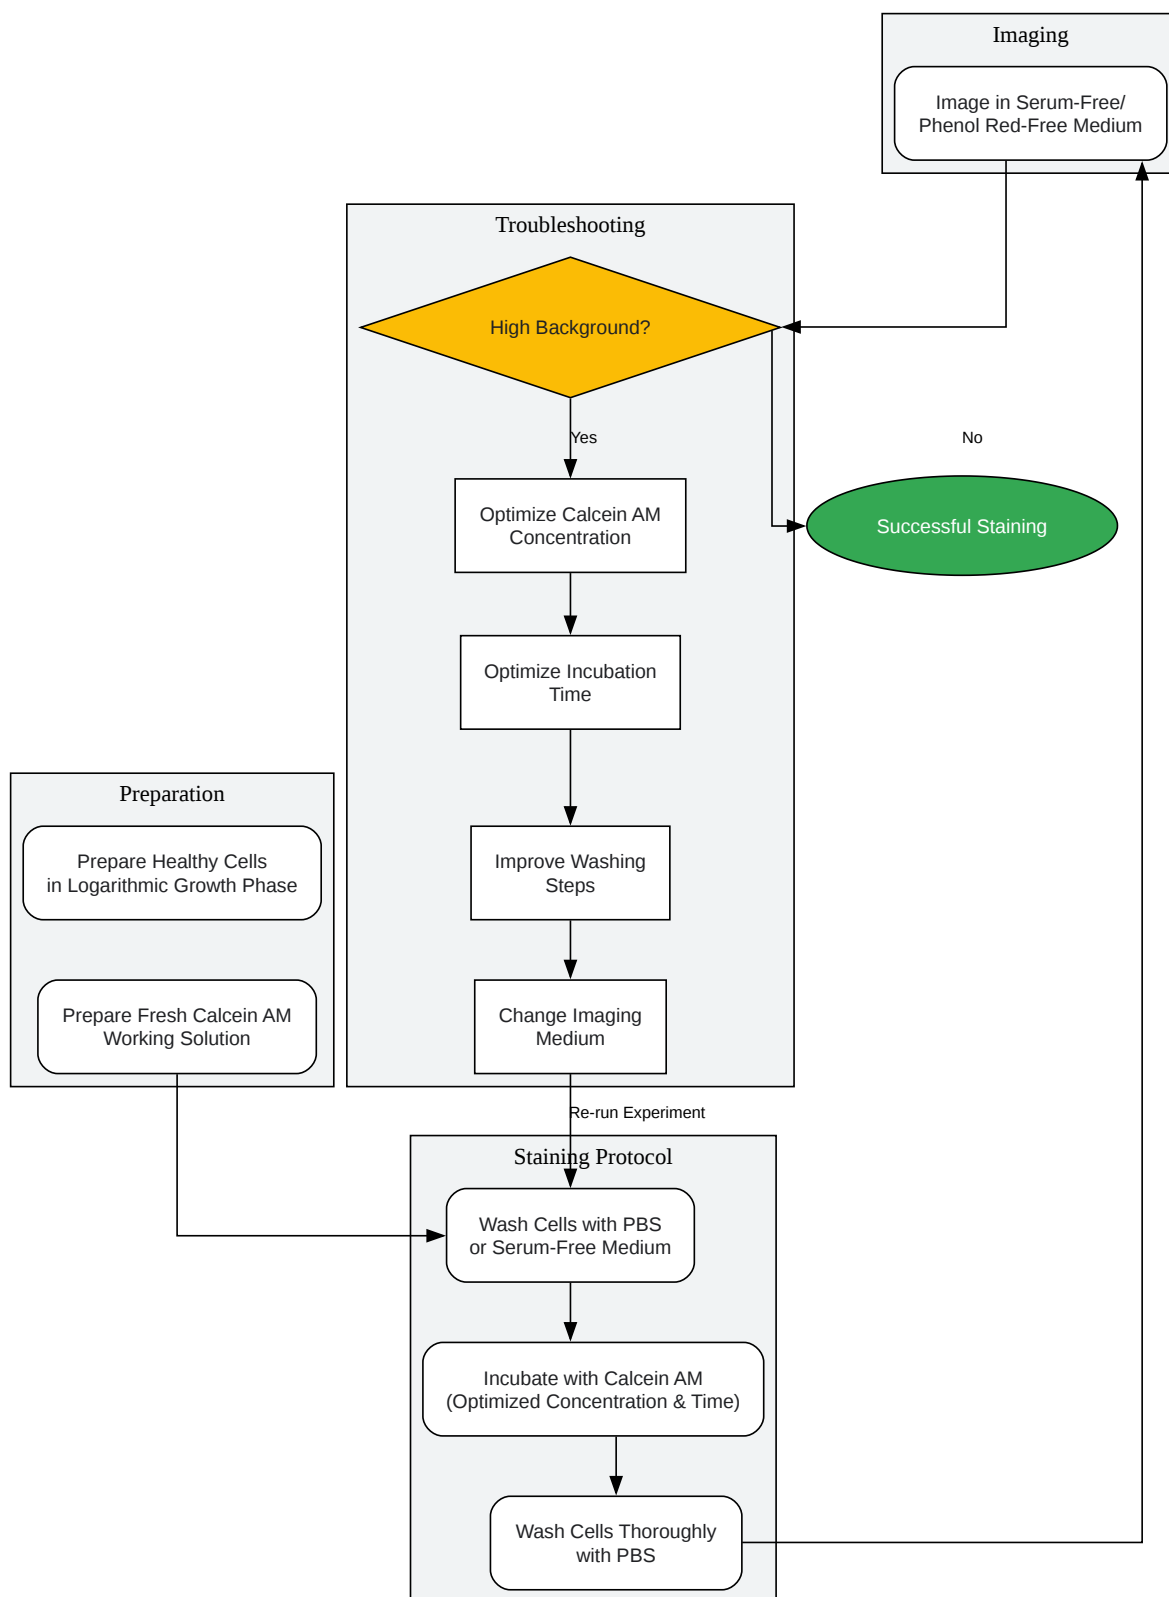 Imaging
Image in Serum-Free/
Phenol Red-Free Medium
Troubleshooting
High Background?
Yes
No
Optimize Calcein AM
Concentration
Successful Staining
Optimize Incubation
Time
Preparation
Prepare Healthy Cells
in Logarithmic Growth Phase
Improve Washing
Steps
Prepare Fresh Calcein AM
Working Solution
Change Imaging
Medium
Re-run Experiment
Staining Protocol
Wash Cells with PBS
or Serum-Free Medium
Incubate with Calcein AM
(Optimized Concentration & Time)
Wash Cells Thoroughly
with PBS